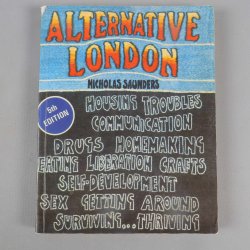 ALTERNATIVE
LONDON
NICHOLAS SAUNDERS
5th
EDITION
HOUSING TROUBLES
COMMUNICATION
DRUGS HOMEMAKING
EATING LIBERATION CRAFTS
SELF-DEVELOPMENT
SEX GETTING AROUND
SURVIVING...THRIVING